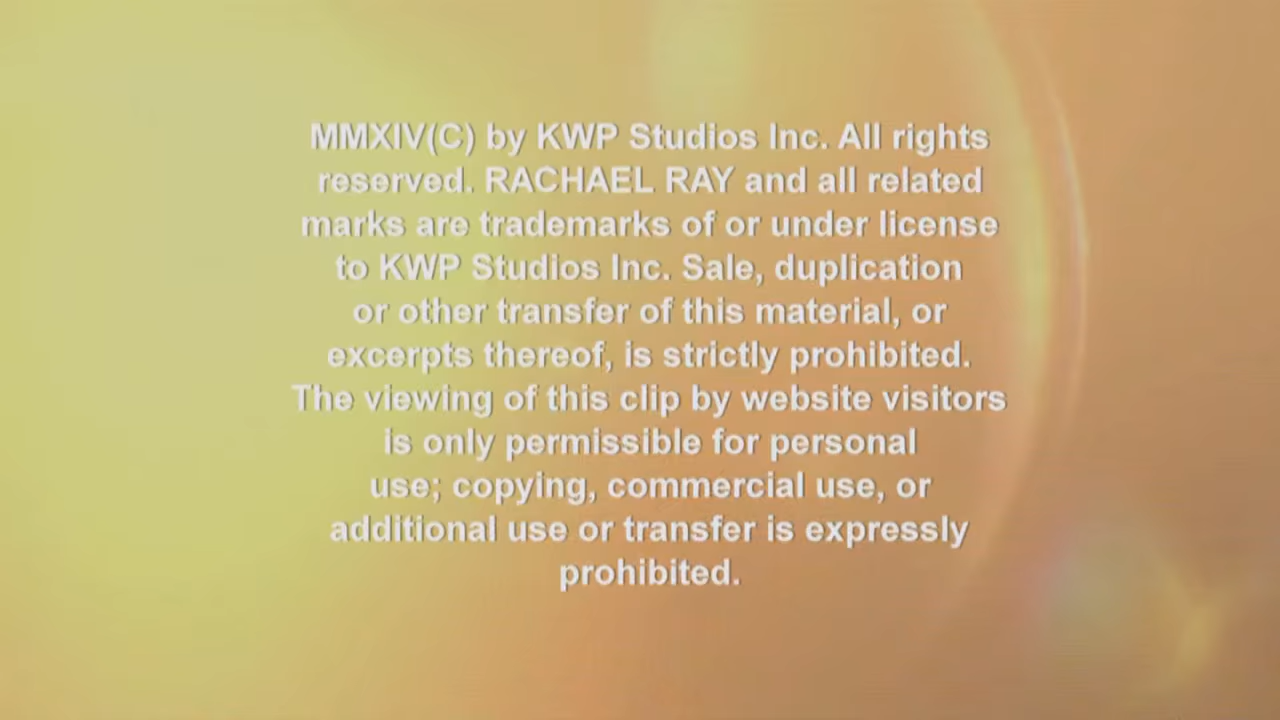 MMXIV(C) by KWP Studios Inc. All rights
reserved. RACHAEL RAY and all related
marks are trademarks of or under license
to KWP Studios Inc. Sale, duplication
or other transfer of this material, or
excerpts thereof, is strictly prohibited.
The viewing of this clip by website visitors
is only permissible for personal
use; copying, commercial use, or
additional use or transfer is expressly
prohibited.